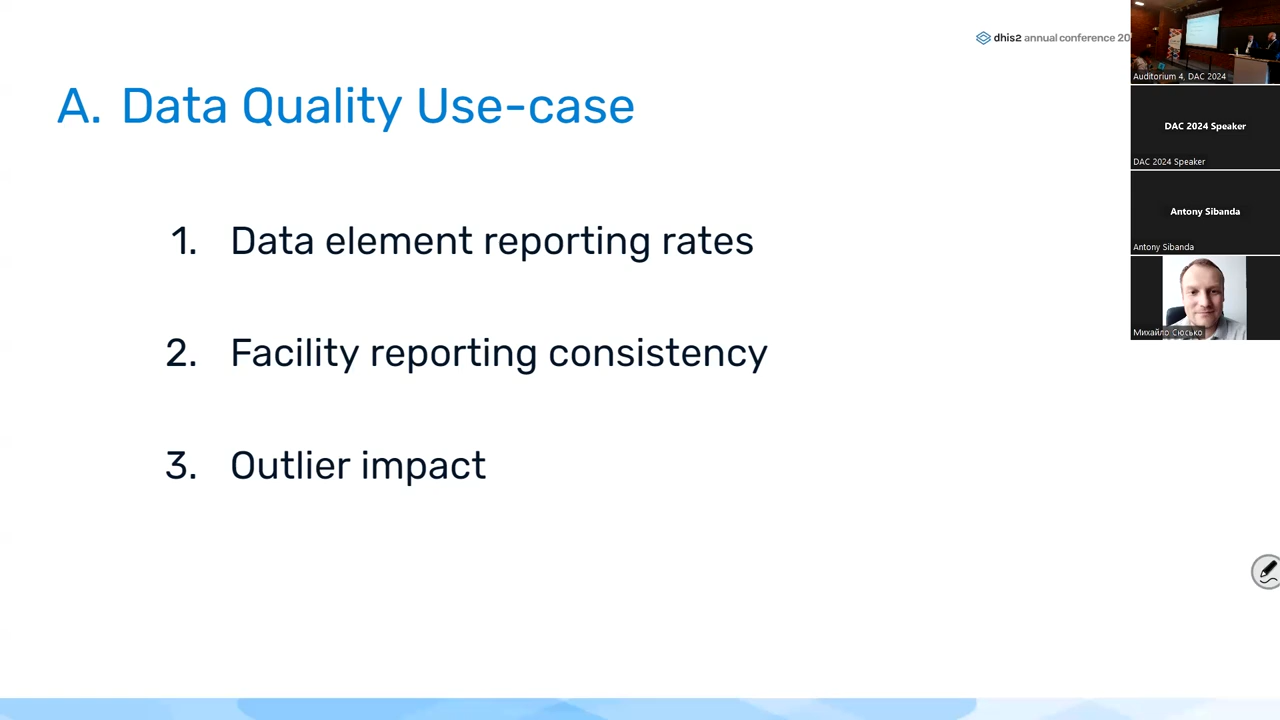 dhis2 annual conference 20
A. Data Quality Use-case
1. Data element reporting rates
2. Facility reporting consistency
3. Outlier impact
Auditorium 4, DAC 2024
DAC 2024 Speaker
DAC 2024 Speaker
Antony Sibanda
Antony Sibanda
Михайло Сюсько